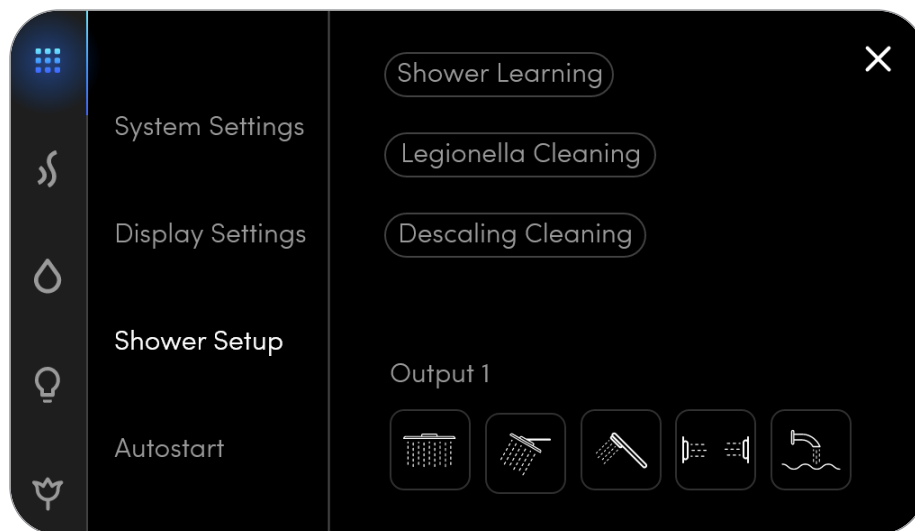 System Settings
Display Settings
Shower Setup
Autostart
Shower Learning
Legionella Cleaning
Descaling Cleaning
Output 1